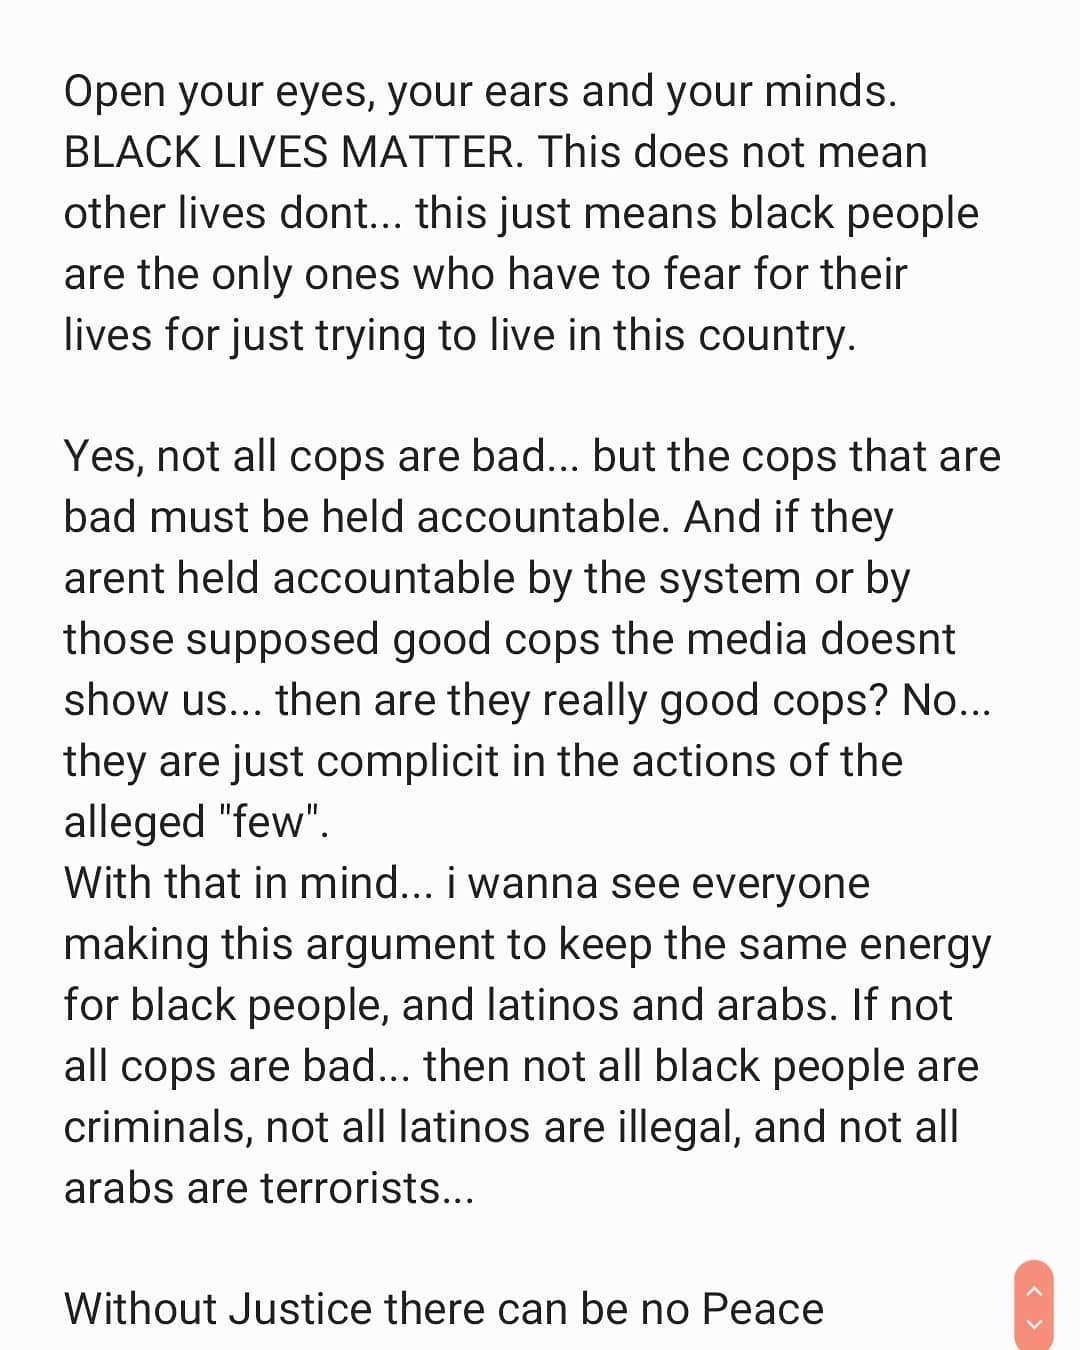 Open your eyes, your ears and your minds.
BLACK LIVES MATTER. This does not mean
other lives dont... this just means black people
are the only ones who have to fear for their
lives for just trying to live in this country.
Yes, not all cops are bad... but the cops that are
bad must be held accountable. And if they
arent held accountable by the system or by
those supposed good cops the media doesnt
show us... then are they really good cops? No...
they are just complicit in the actions of the
alleged "few".
With that in mind... i wanna see everyone
making this argument to keep the same energy
for black people, and latinos and arabs. If not
all cops are bad... then not all black people are
criminals, not all latinos are illegal, and not all
arabs are terrorists...
Without Justice there can be no Peace